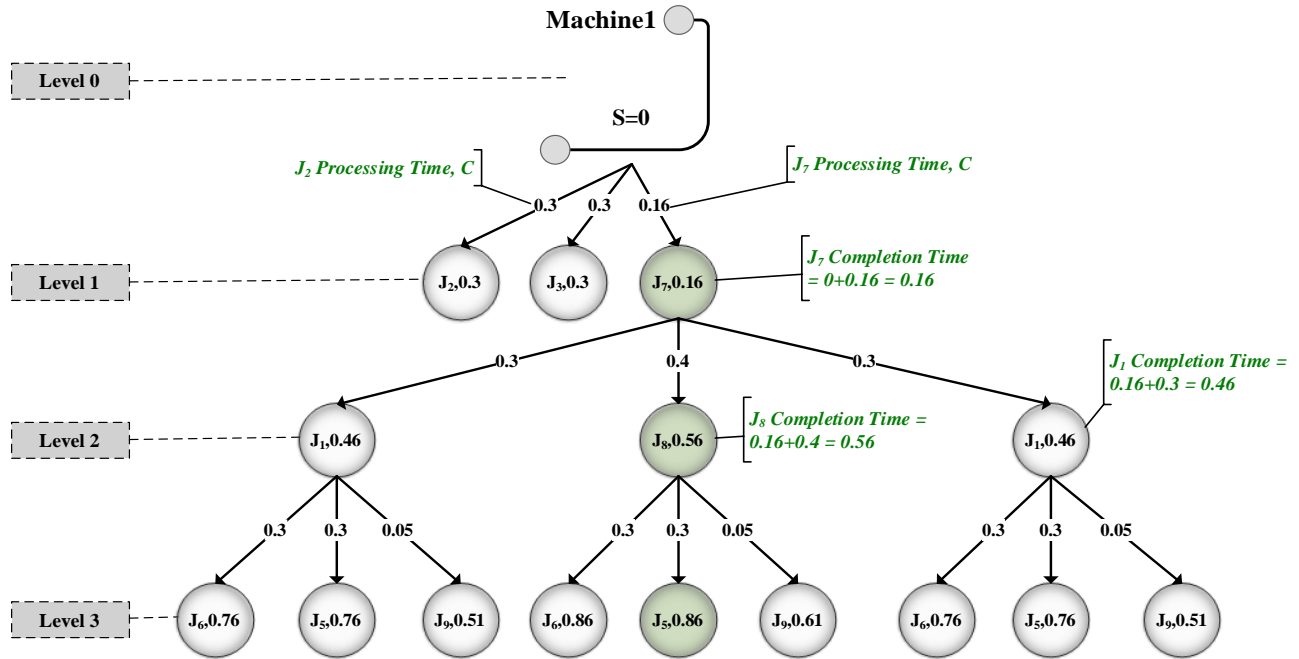 Machine1
Level 0
S=0
J2 Processing Time, C
J7 Processing Time, C
0.3
0.3
0.16
Level 1
J2,0.3
J3,0.3
J7,0.16
J7 Completion Time
= 0+0.16 = 0.16
0.3
0.4
0.3
J1 Completion Time =
0.16+0.3 = 0.46
Level 2
J1,0.46
J8,0.56
J8 Completion Time =
0.16+0.4 = 0.56
J1,0.46
0.3
0.3
0.05
0.3
0.3
0.05
0.3
0.3
0.05
Level 3
J6,0.76
J5,0.76
J9,0.51
J6,0.86
J5,0.86
J9,0.61
J6,0.76
J5,0.76
J9,0.51